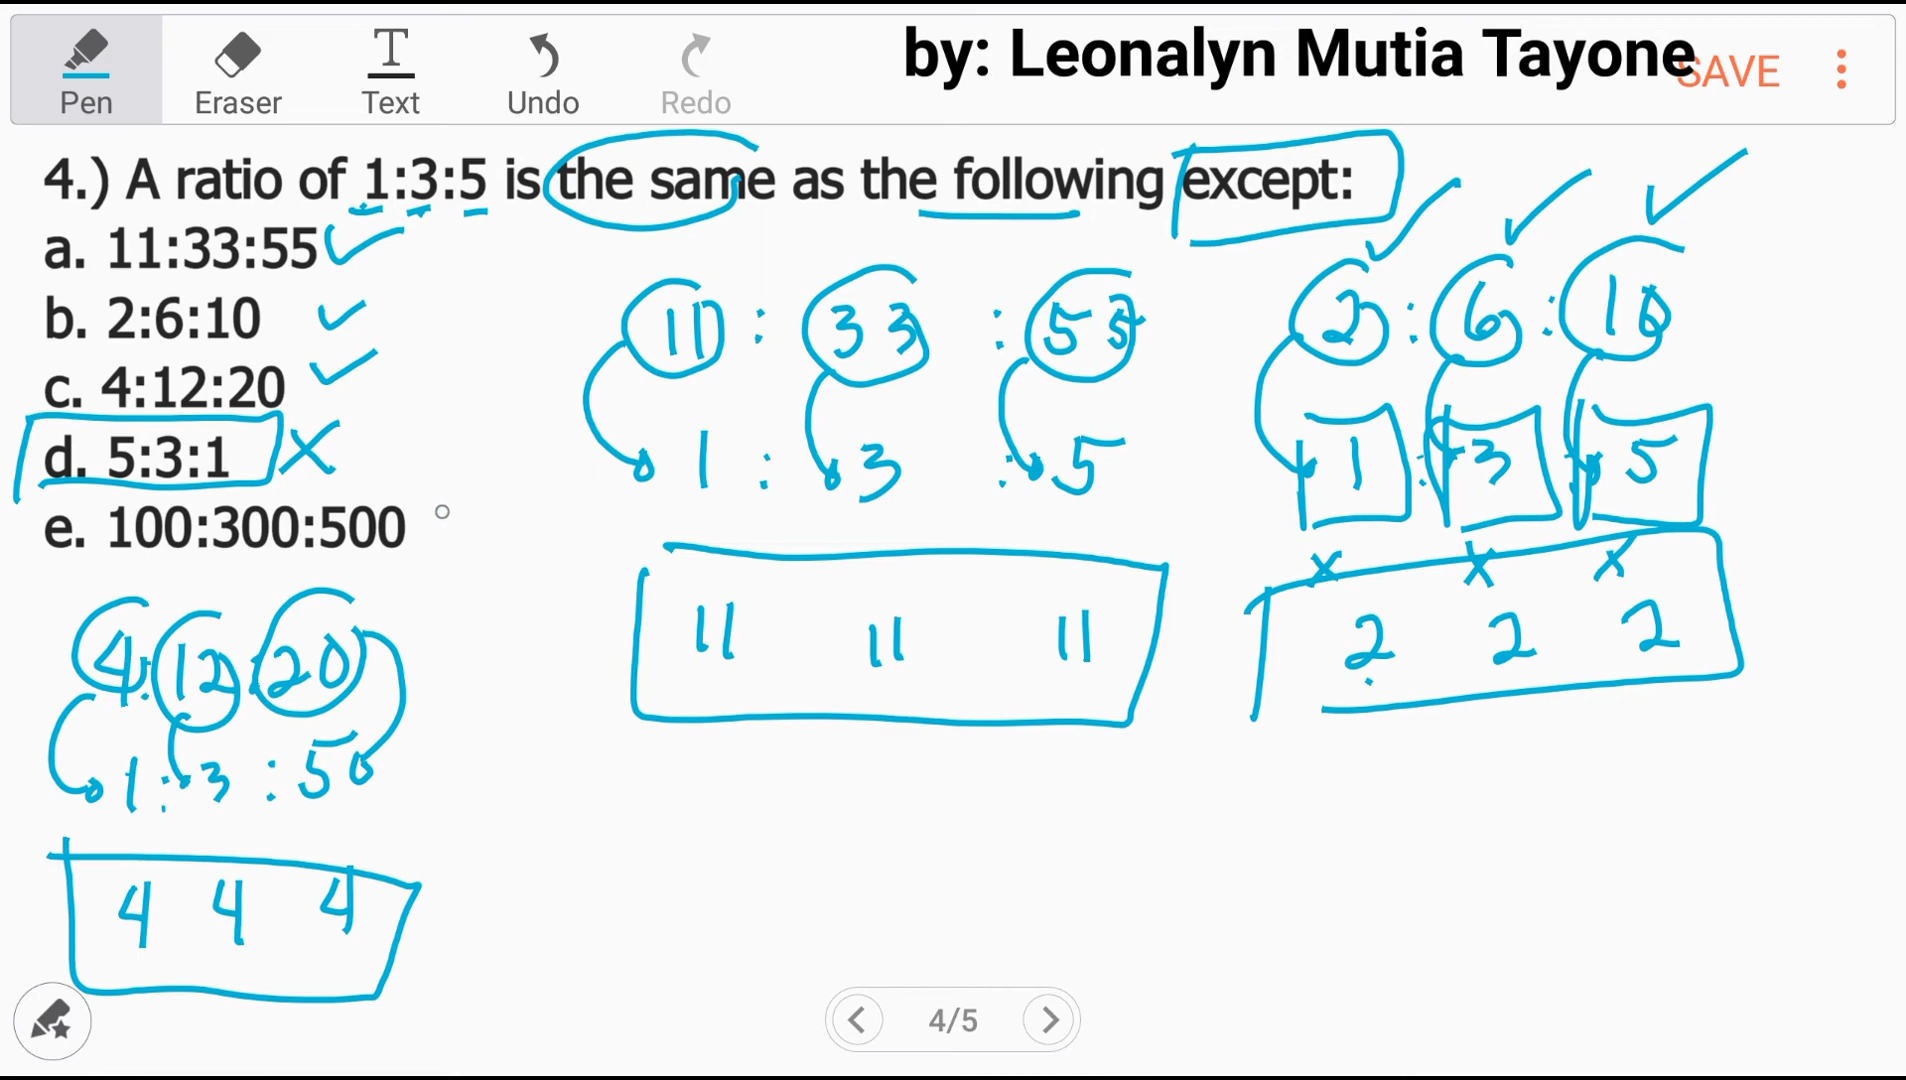 by: Leonalyn Mutia Tayone
SAVE
Pen
Eraser
Text
Undo
Redo
4.) A ratio of 1:3:5 is the same as the following except:
a. 11:33:55
b. 2:6:10
c. 4:12:20
d. 5:3:1
e. 100:300:500
11 : 33 : 55
1 : 3 : 5
11 11 11
2 : 6 : 10
1 : 3 : 5
x x x
2 2 2
4:12:20
1:3:5
4 4 4
4/5